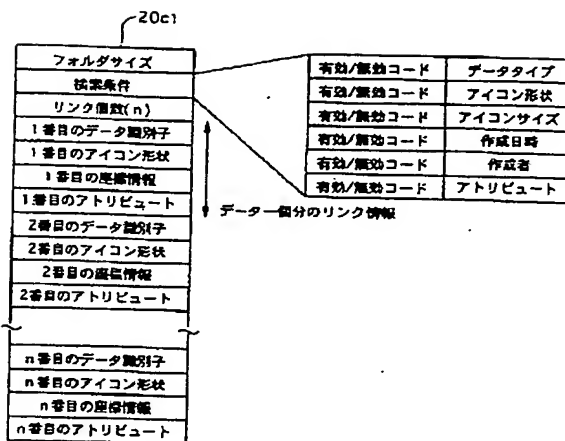 20c1
フォルダサイズ
検索条件
リンク個数(n)
1番目のデータ識別子
1番目のアイコン形状
1番目の座標情報
1番目のアトリビュート
2番目のデータ識別子
2番目のアイコン形状
2番目の座標情報
2番目のアトリビュート
n番目のデータ識別子
n番目のアイコン形状
n番目の座標情報
n番目のアトリビュート
有効/無効コード データタイプ
有効/無効コード アイコン形状
有効/無効コード アイコンサイズ
有効/無効コード 作成日時
有効/無効コード 作成者
有効/無効コード アトリビュート
データ一個分のリンク情報